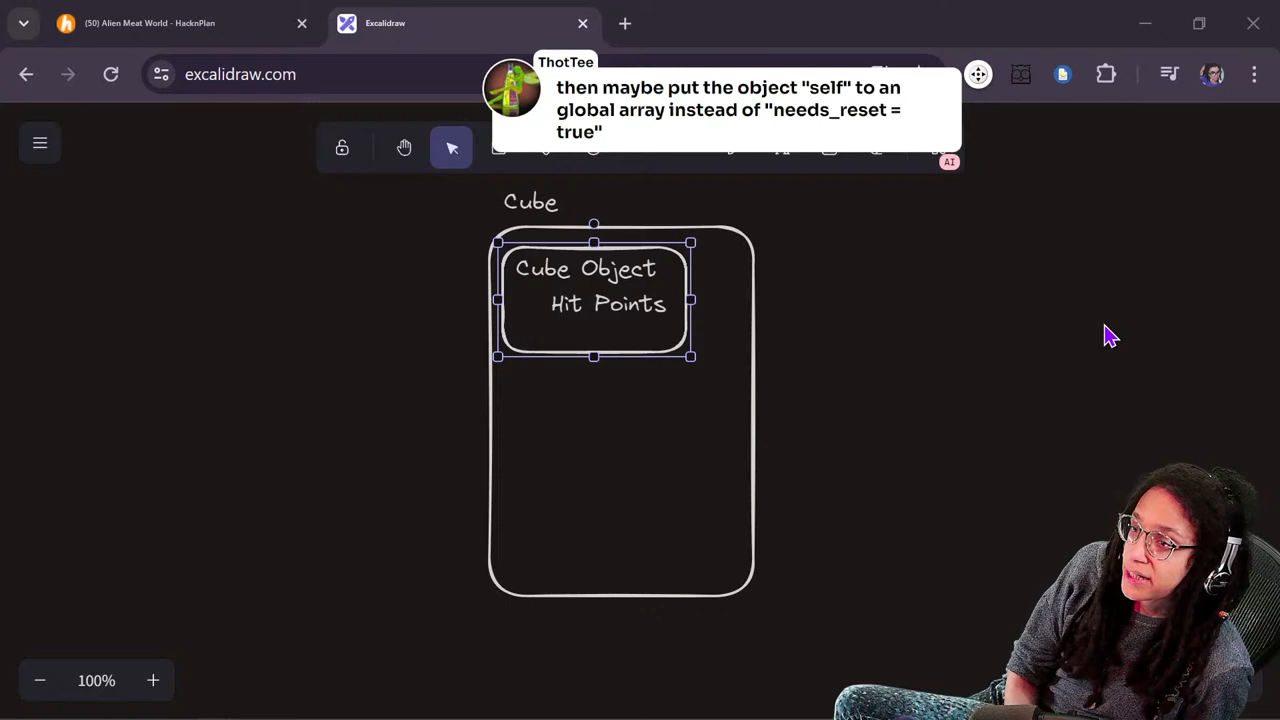 (50) Alien Meat World - HacknPlan
Excalidraw
excalidraw.com
ThotTee
then maybe put the object "self" to an
global array instead of "needs_reset =
true"
AI
Cube
Cube Object
Hit Points
100%